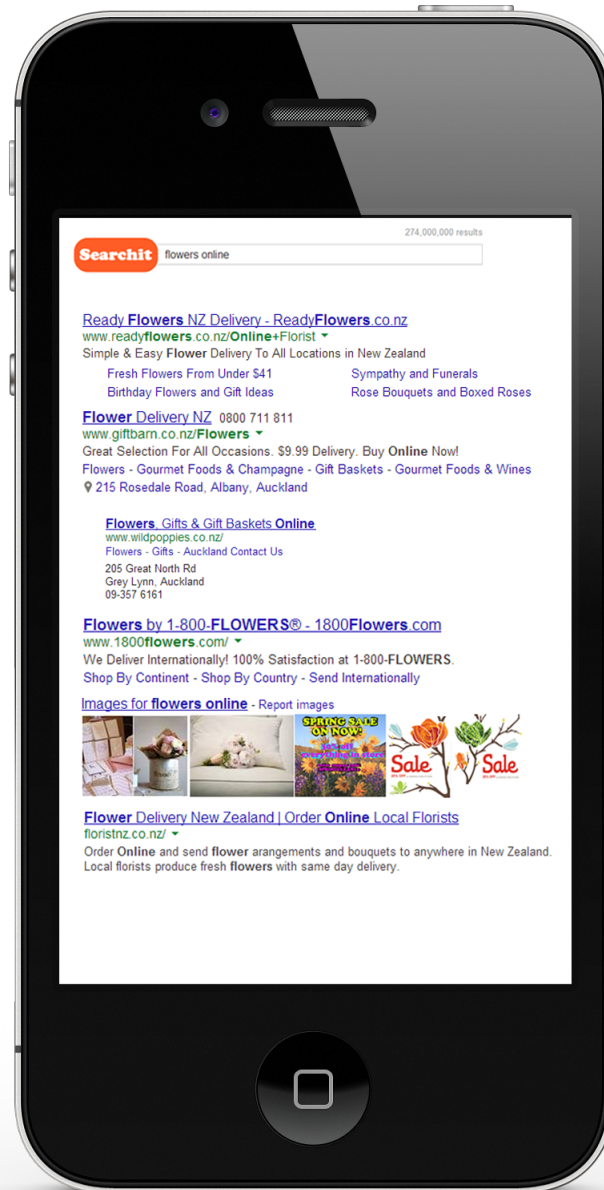 274,000,000 results
Searchit flowers online
Ready Flowers NZ Delivery - ReadyFlowers.co.nz
www.readyflowers.co.nz/Online+Florist
Simple & Easy Flower Delivery To All Locations in New Zealand
Fresh Flowers From Under $41 Sympathy and Funerals
Birthday Flowers and Gift Ideas Rose Bouquets and Boxed Roses
Flower Delivery NZ 0800 711 811
www.giftbarn.co.nz/Flowers
Great Selection For All Occasions. $9.99 Delivery. Buy Online Now!
Flowers - Gourmet Foods & Champagne - Gift Baskets - Gourmet Foods & Wines
215 Rosedale Road, Albany, Auckland
Flowers, Gifts & Gift Baskets Online
www.wildpoppies.co.nz/
Flowers - Gifts - Auckland Contact Us
205 Great North Rd
Grey Lynn, Auckland
09-357 6161
Flowers by 1-800-FLOWERS® - 1800Flowers.com
www.1800flowers.com/
We Deliver Internationally! 100% Satisfaction at 1-800-FLOWERS.
Shop By Continent - Shop By Country - Send Internationally
Images for flowers online - Report images
SPRING SALE
ON NOW!
off
everything in store
Sale
Sale
Flower Delivery New Zealand | Order Online Local Florists
floristnz.co.nz/
Order Online and send flower arangements and bouquets to anywhere in New Zealand.
Local florists produce fresh flowers with same day delivery.